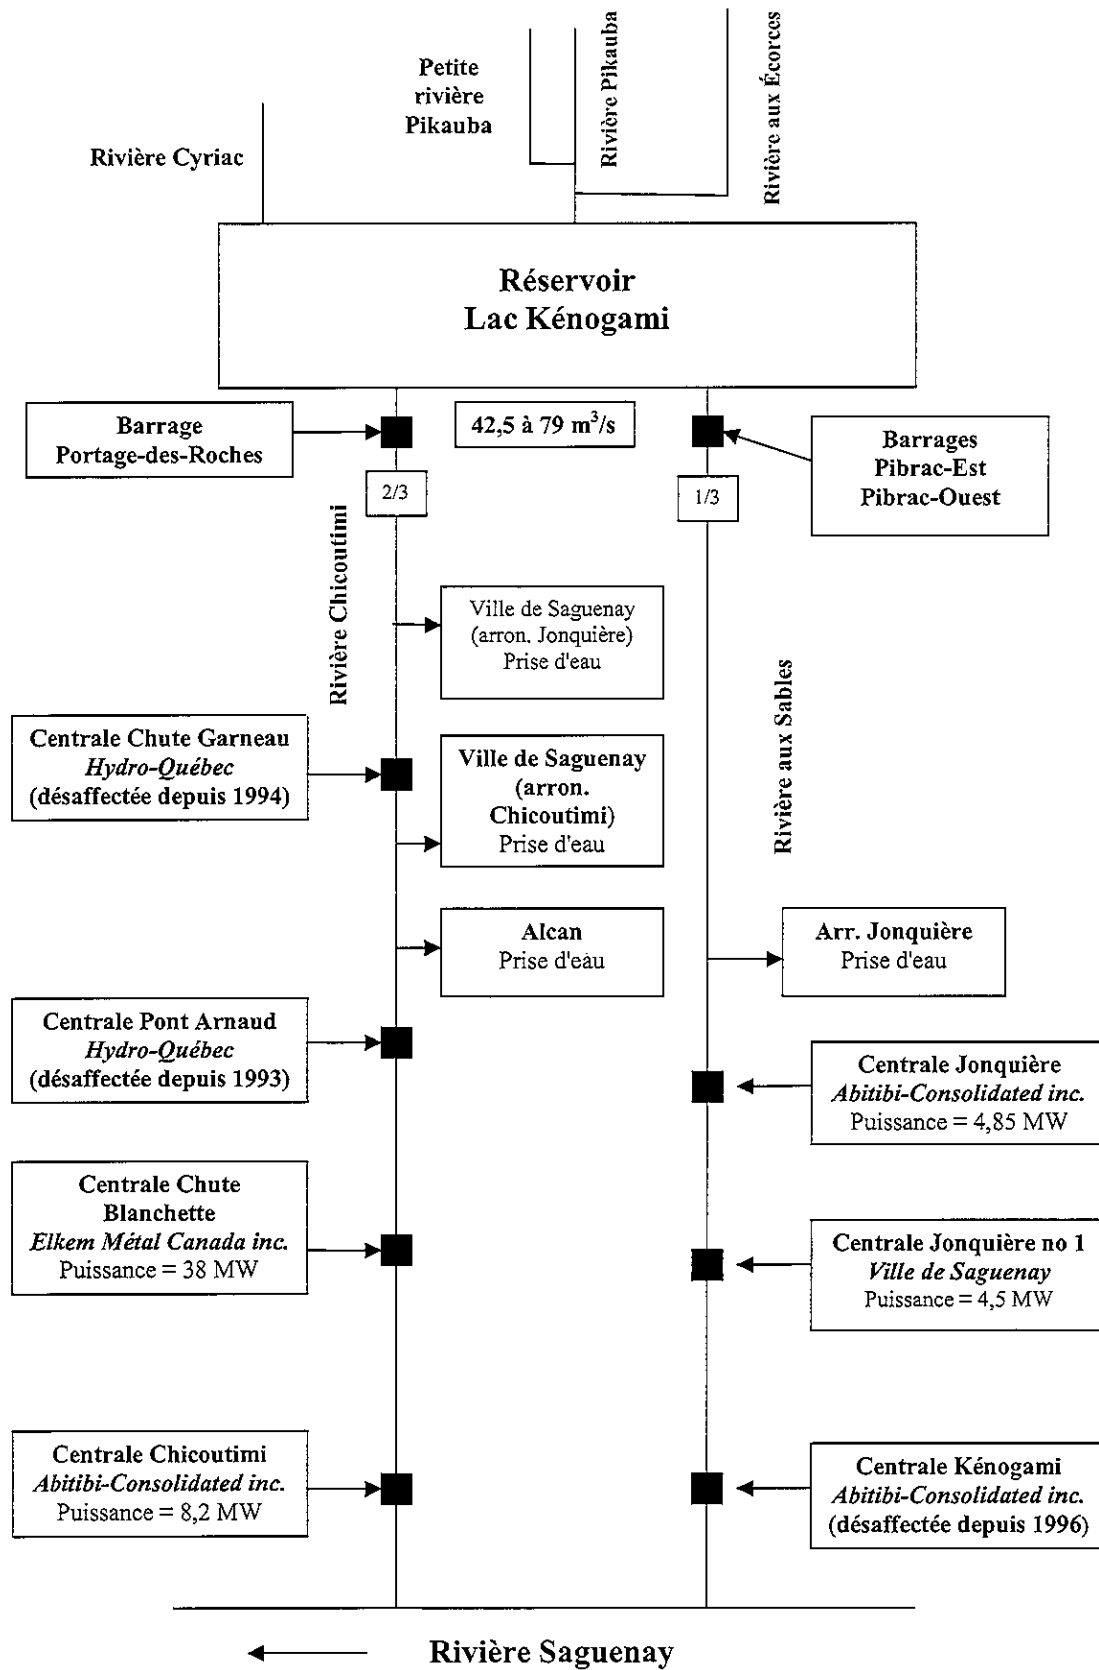 Petite
rivière
Pikauba
Rivière Pikauba
Rivière aux Écorces
Rivière Cyriac
Réservoir
Lac Kénogami
Barrage
Portage-des-Roches
42,5 à 79 m³/s
Barrages
Pibrac-Est
Pibrac-Ouest
2/3
1/3
Rivière Chicoutimi
Ville de Saguenay
(arron. Jonquière)
Prise d'eau
Rivière aux Sables
Centrale Chute Garneau
Hydro-Québec
(désaffectée depuis 1994)
Ville de Saguenay
(arron.
Chicoutimi)
Prise d'eau
Alcan
Prise d'eau
Arr. Jonquière
Prise d'eau
Centrale Pont Arnaud
Hydro-Québec
(désaffectée depuis 1993)
Centrale Jonquière
Abitibi-Consolidated inc.
Puissance = 4,85 MW
Centrale Chute
Blanchette
Elkem Métal Canada inc.
Puissance = 38 MW
Centrale Jonquière no 1
Ville de Saguenay
Puissance = 4,5 MW
Centrale Chicoutimi
Abitibi-Consolidated inc.
Puissance = 8,2 MW
Centrale Kénogami
Abitibi-Consolidated inc.
(désaffectée depuis 1996)
Rivière Saguenay